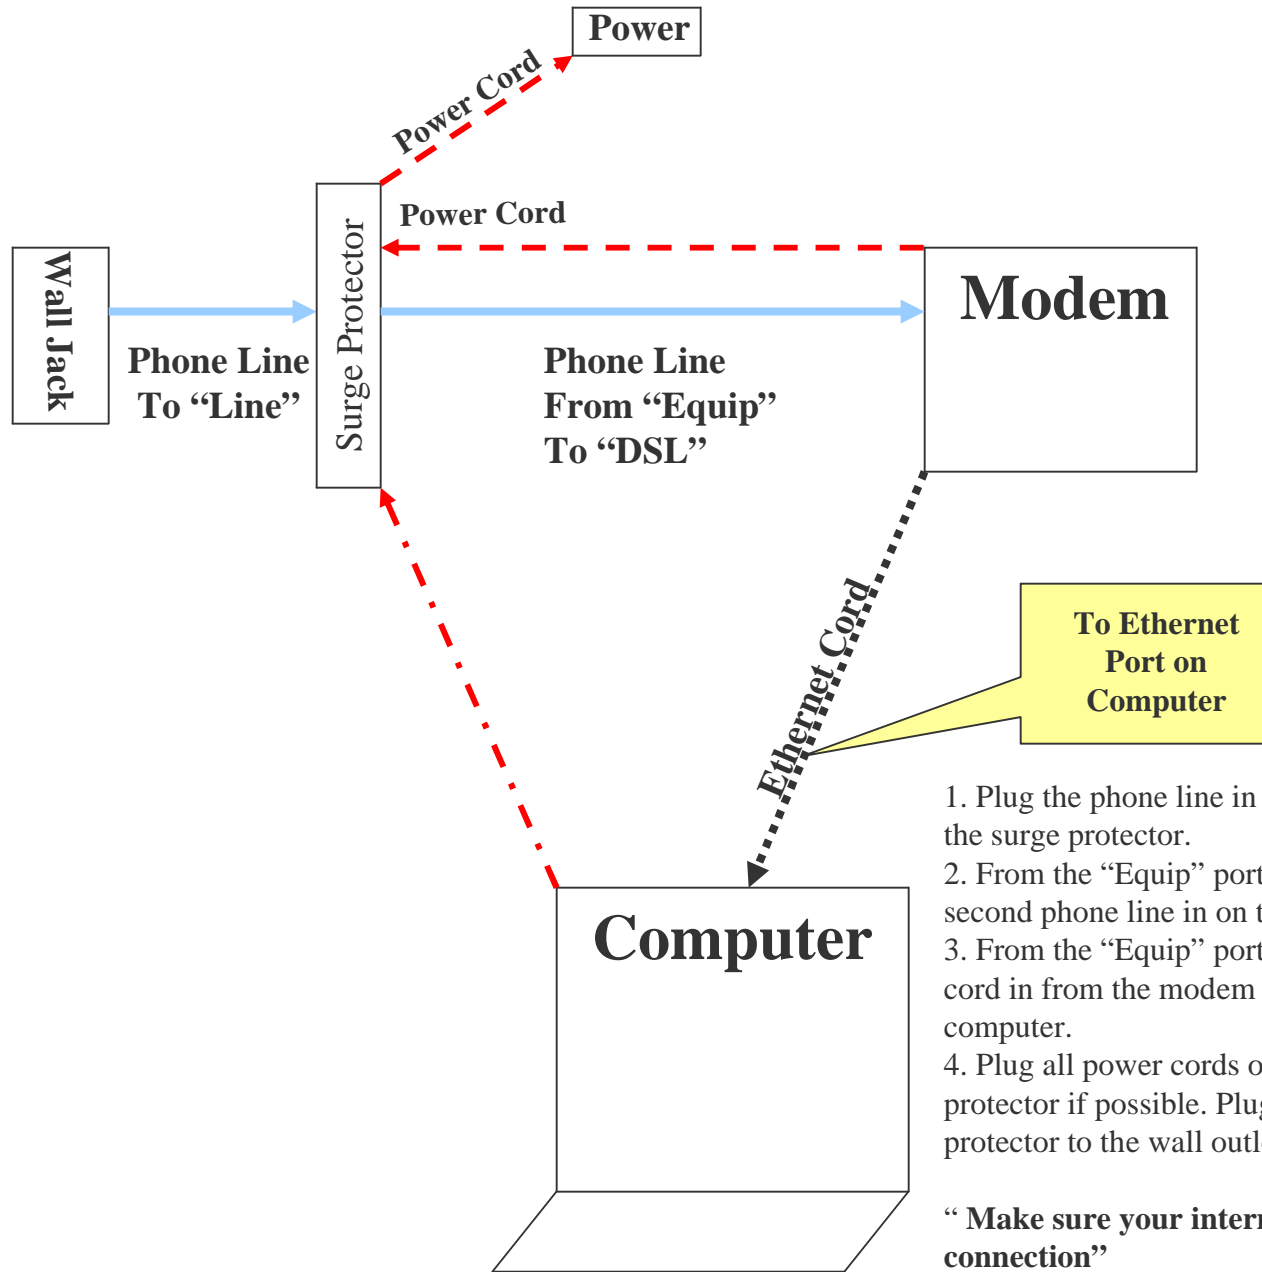 Power
Power Cord
Power Cord
Wall Jack
Surge Protector
Modem
Phone Line
To “Line”
Phone Line
From “Equip”
To “DSL”
Ethernet Cord
To Ethernet
Port on
Computer
Computer
1. Plug the phone line in
the surge protector.
2. From the “Equip” port
second phone line in on
3. From the “Equip” port
cord in from the modem
computer.
4. Plug all power cords
protector if possible.
protector to the wall
“ Make sure your
connection”